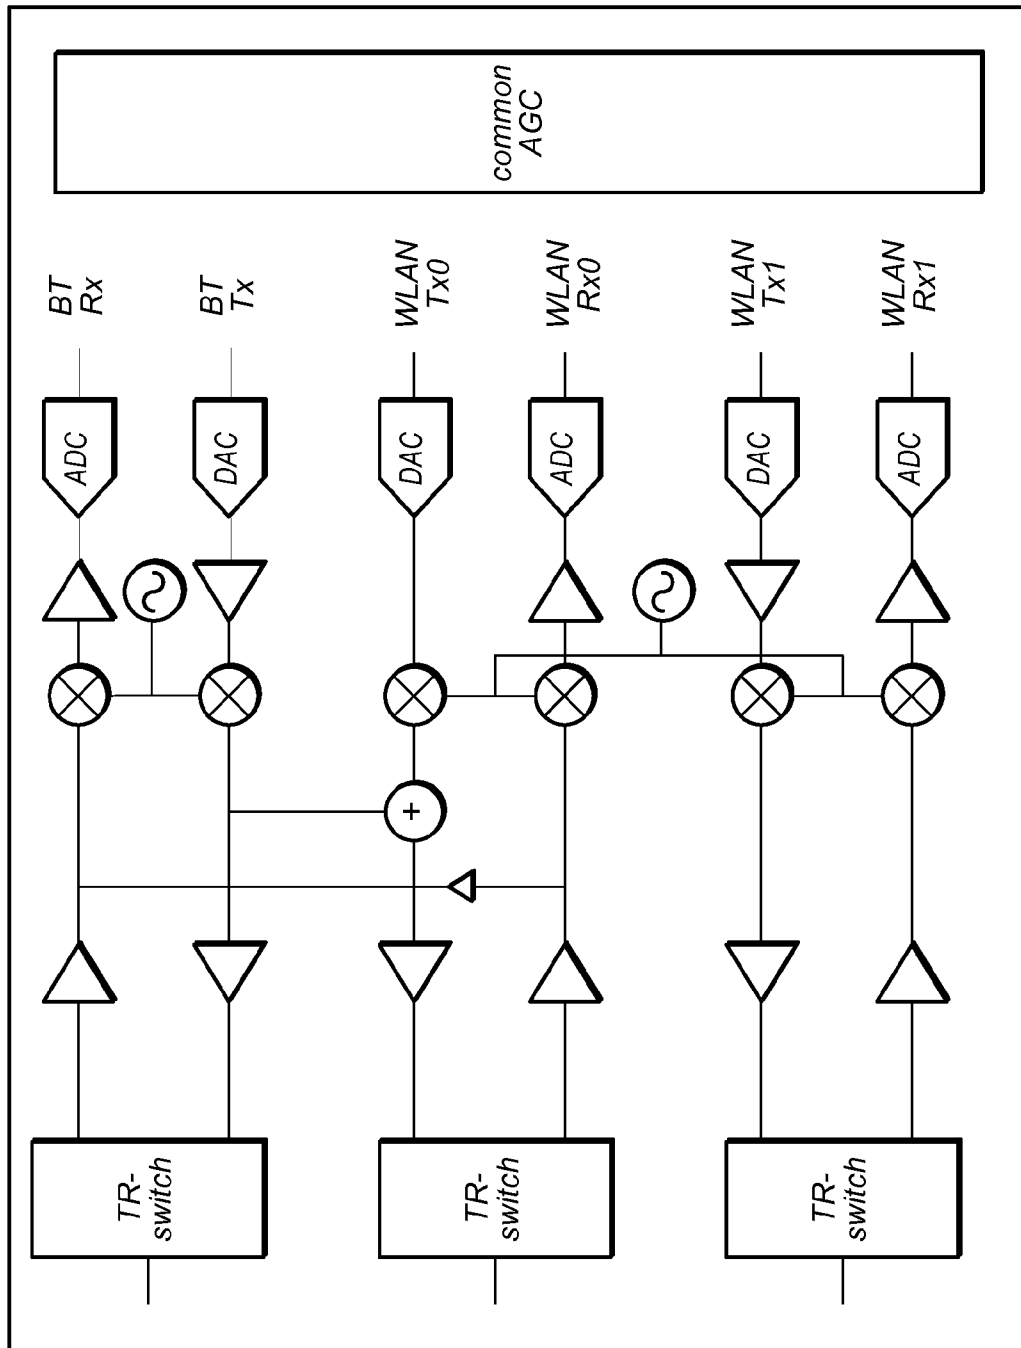 common
AGC
BT
Rx
BT
Tx
WLAN
Tx0
WLAN
Rx0
WLAN
Tx1
WLAN
Rx1
ADC
DAC
DAC
ADC
DAC
ADC
+
TR-
switch
TR-
switch
TR-
switch